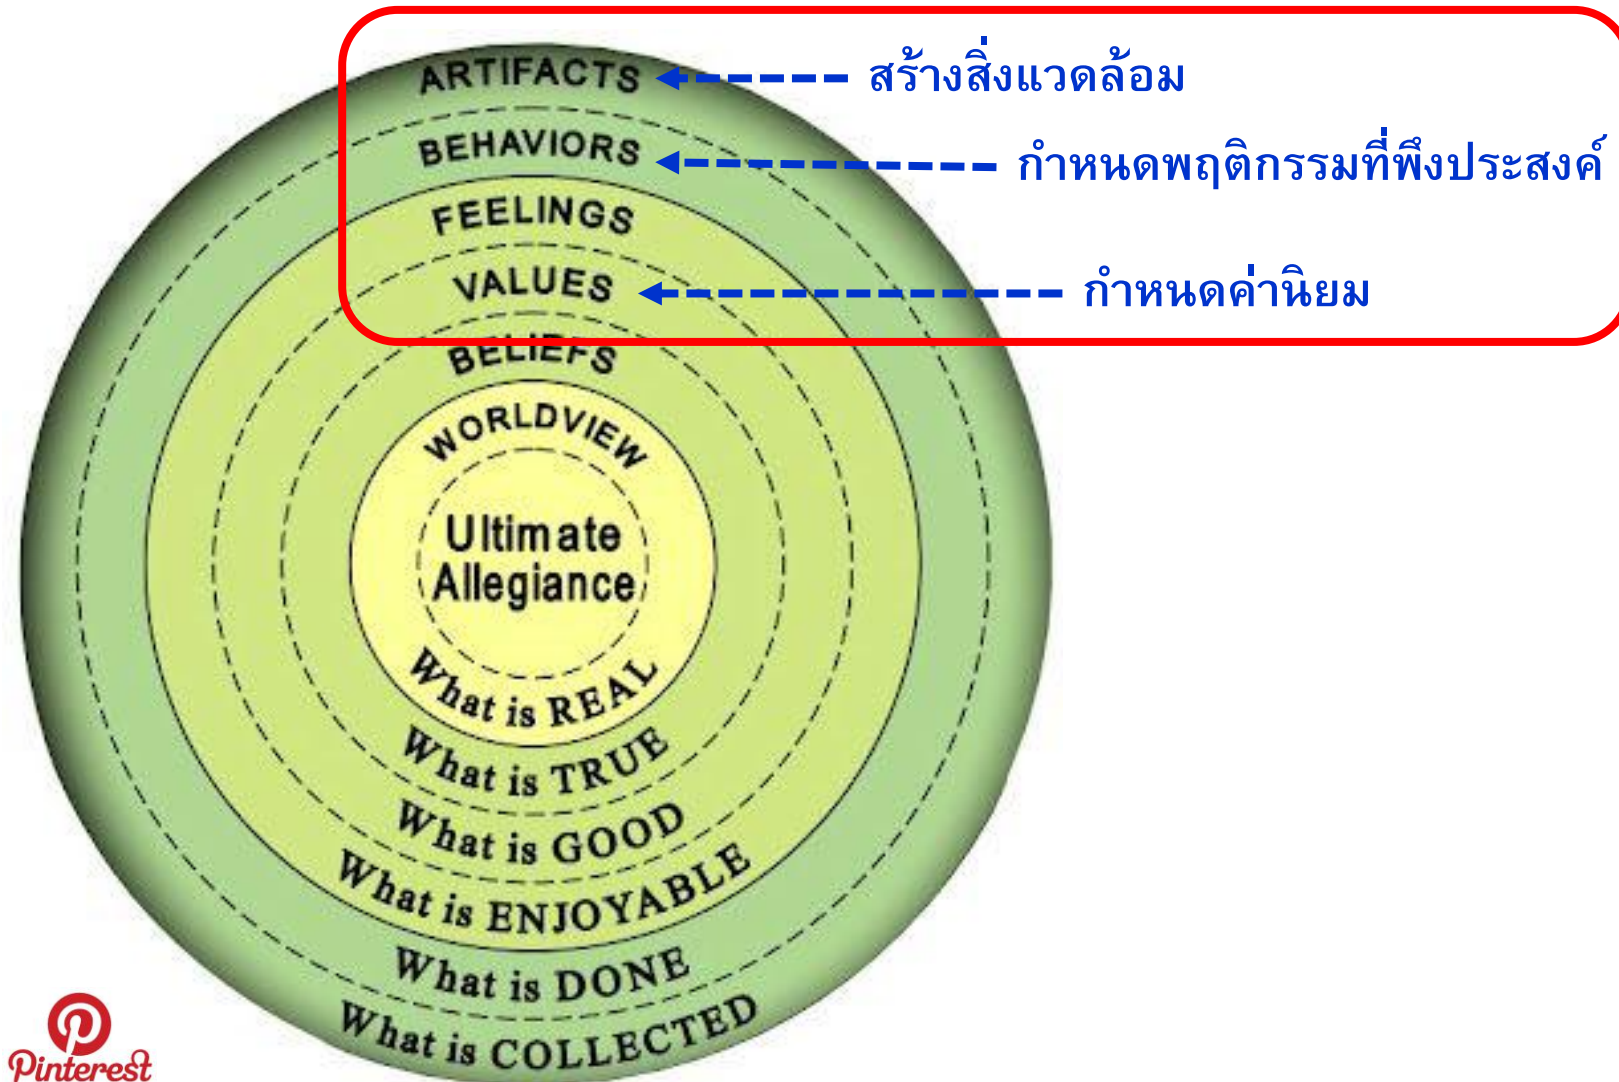 ARTIFACTS
สร้างสิ่งแวดล้อม
BEHAVIORS
กำหนดพฤติกรรมที่พึงประสงค์
FEELINGS
VALUES
กำหนดค่านิยม
BELIEFS
WORLDVIEW
Ultimate
Allegiance
What is REAL
What is TRUE
What is GOOD
What is ENJOYABLE
What is DONE
What is COLLECTED
Pinterest